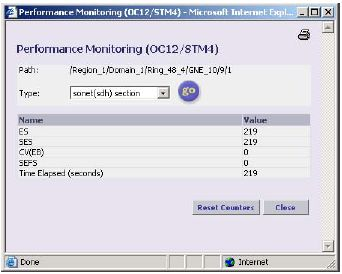 Performance Monitoring (OC12/STM4) - Microsoft Internet Expl...
Performance Monitoring (OC12/STM4)
Path: /Region_1/Domain_1/Ring_48_4/GNE_10/9/1
Type: sonet(sdh) section go
Name Value
ES 219
SES 219
CV(EB) 0
SEFS 0
Time Elapsed (seconds) 219
Reset Counters Close
Done Internet